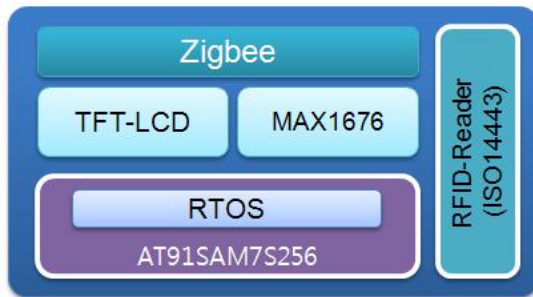 Zigbee
TFT-LCD
MAX1676
RTOS
AT91SAM7S256
RFID-Reader
(ISO14443)